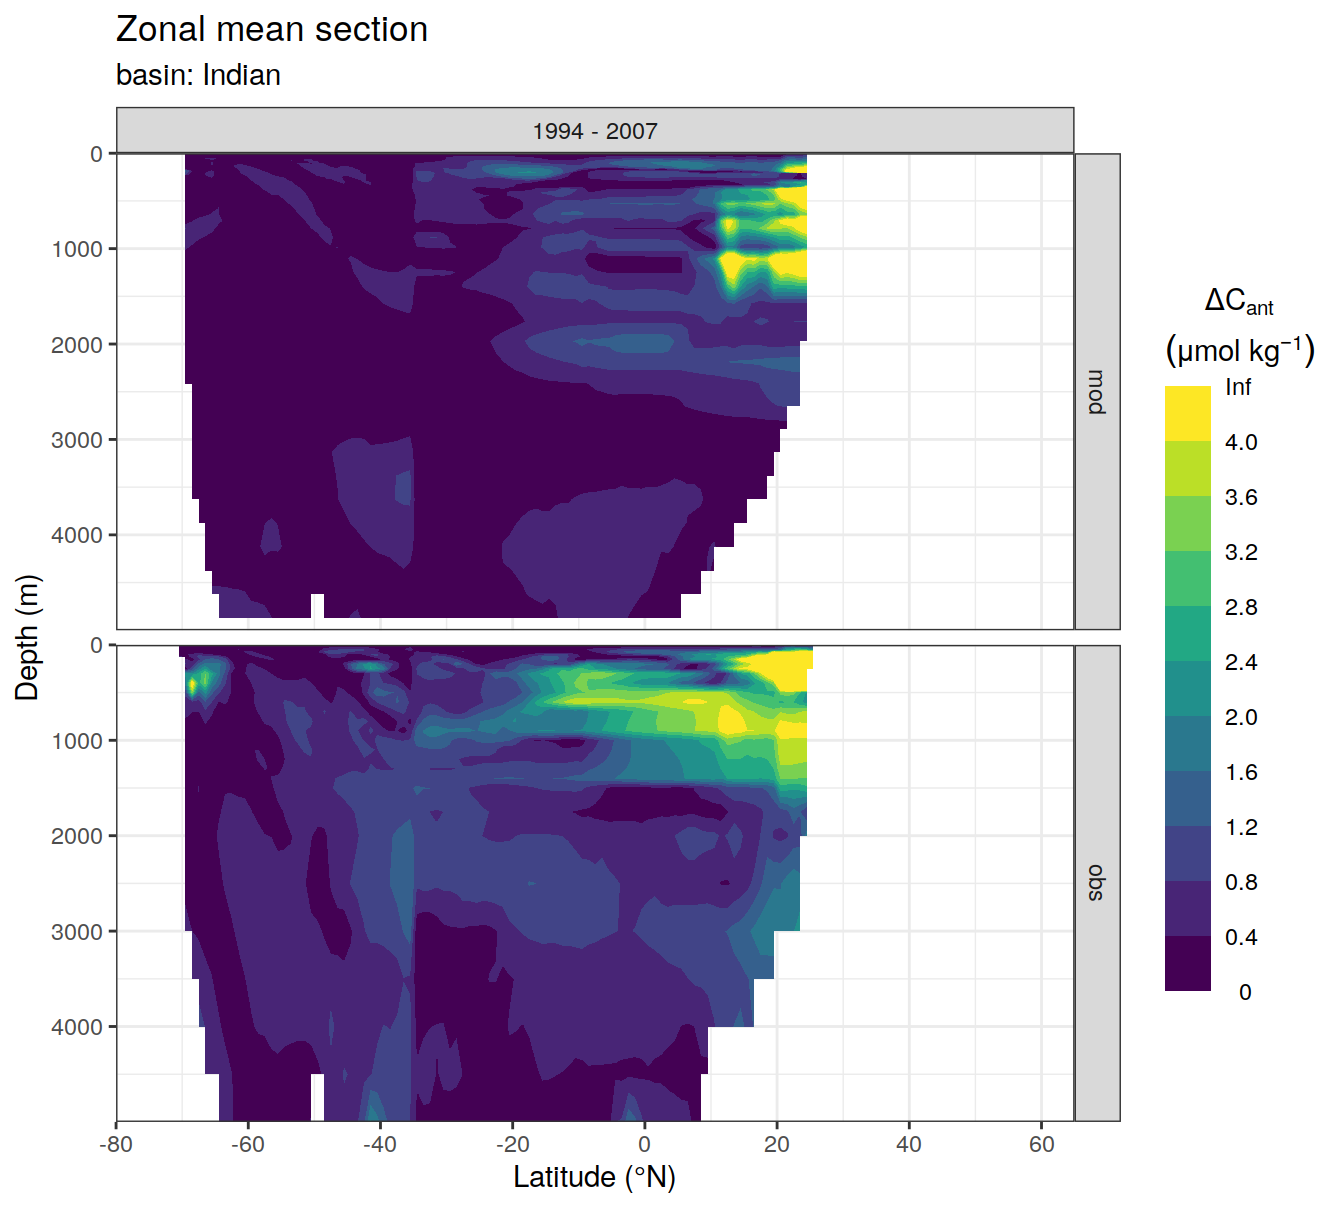 Zonal mean section
basin: Indian
1994 - 2007
0
1000
2000
3000
4000
mod
0
1000
2000
3000
4000
obs
Depth (m)
-80
-60
-40
-20
0
20
40
60
Latitude (°N)
ΔCant
(μmol kg⁻¹)
Inf
4.0
3.6
3.2
2.8
2.4
2.0
1.6
1.2
0.8
0.4
0